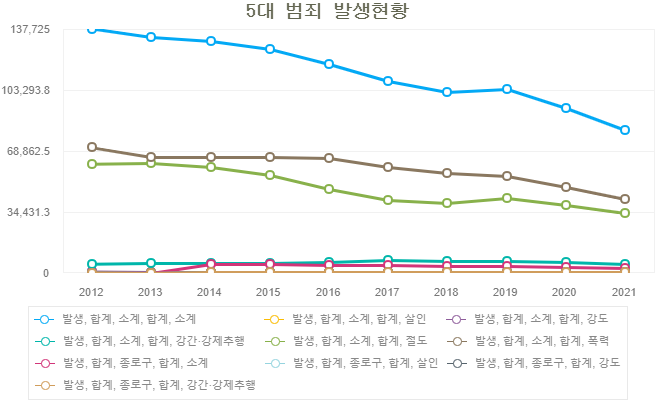 5대 범죄 발생현황
137,725
103,293.8
68,862.5
34,431.3
0
2012 2013 2014 2015 2016 2017 2018 2019 2020 2021
발생, 합계, 소계, 합계, 소계 발생, 합계, 소계, 합계, 살인 발생, 합계, 소계, 합계, 강도
발생, 합계, 소계, 합계, 강간·강제추행 발생, 합계, 소계, 합계, 절도 발생, 합계, 소계, 합계, 폭력
발생, 합계, 종로구, 합계, 소계 발생, 합계, 종로구, 합계, 살인 발생, 합계, 종로구, 합계, 강도
발생, 합계, 종로구, 합계, 강간·강제추행